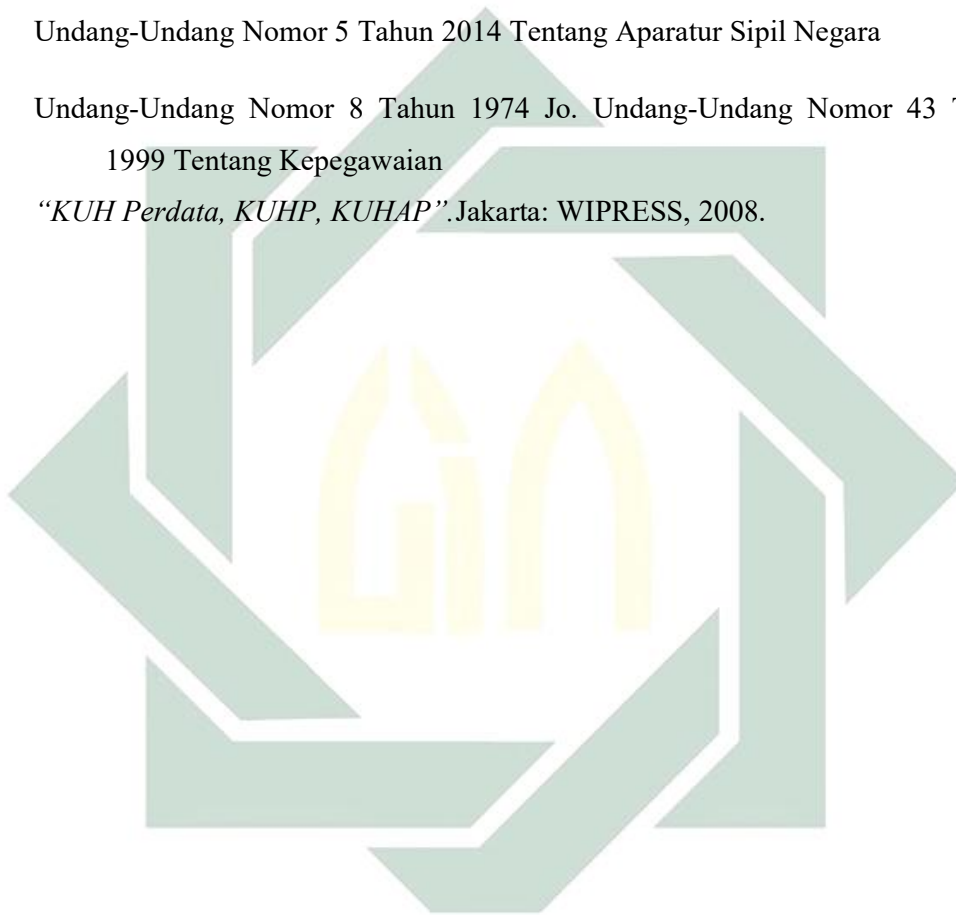 Undang-Undang Nomor 5 Tahun 2014 Tentang Aparatur Sipil Negara
Undang-Undang Nomor 8 Tahun 1974 Jo. Undang-Undang Nomor 43
1999 Tentang Kepegawaian
“KUH Perdata, KUHP, KUHAP”.Jakarta: WIPRESS, 2008.